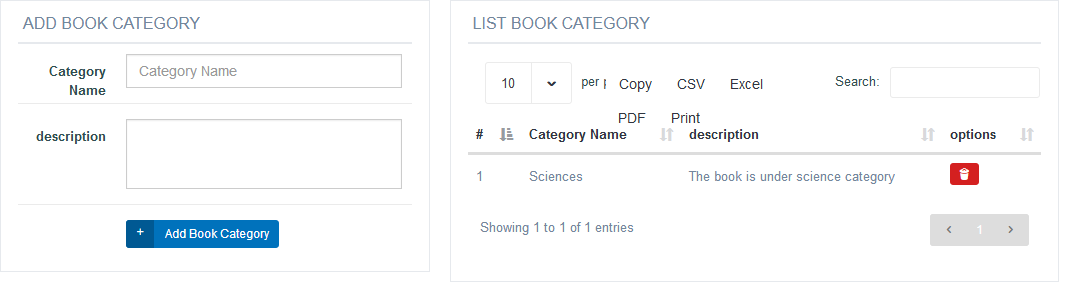 ADD BOOK CATEGORY
Category Name
Category Name
description
+ Add Book Category
LIST BOOK CATEGORY
10 per Copy CSV Excel Search:
PDF Print
# Category Name description options
1 Sciences The book is under science category
Showing 1 to 1 of 1 entries
‹ 1 ›